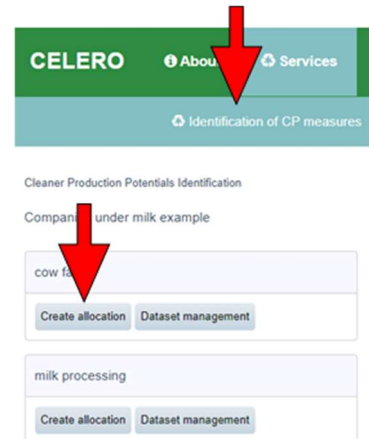 CELERO Abou Services
Identification of CP measures
Cleaner Production Potentials Identification
Compani under milk example
cow fa
Create allocation Dataset management
milk processing
Create allocation Dataset management